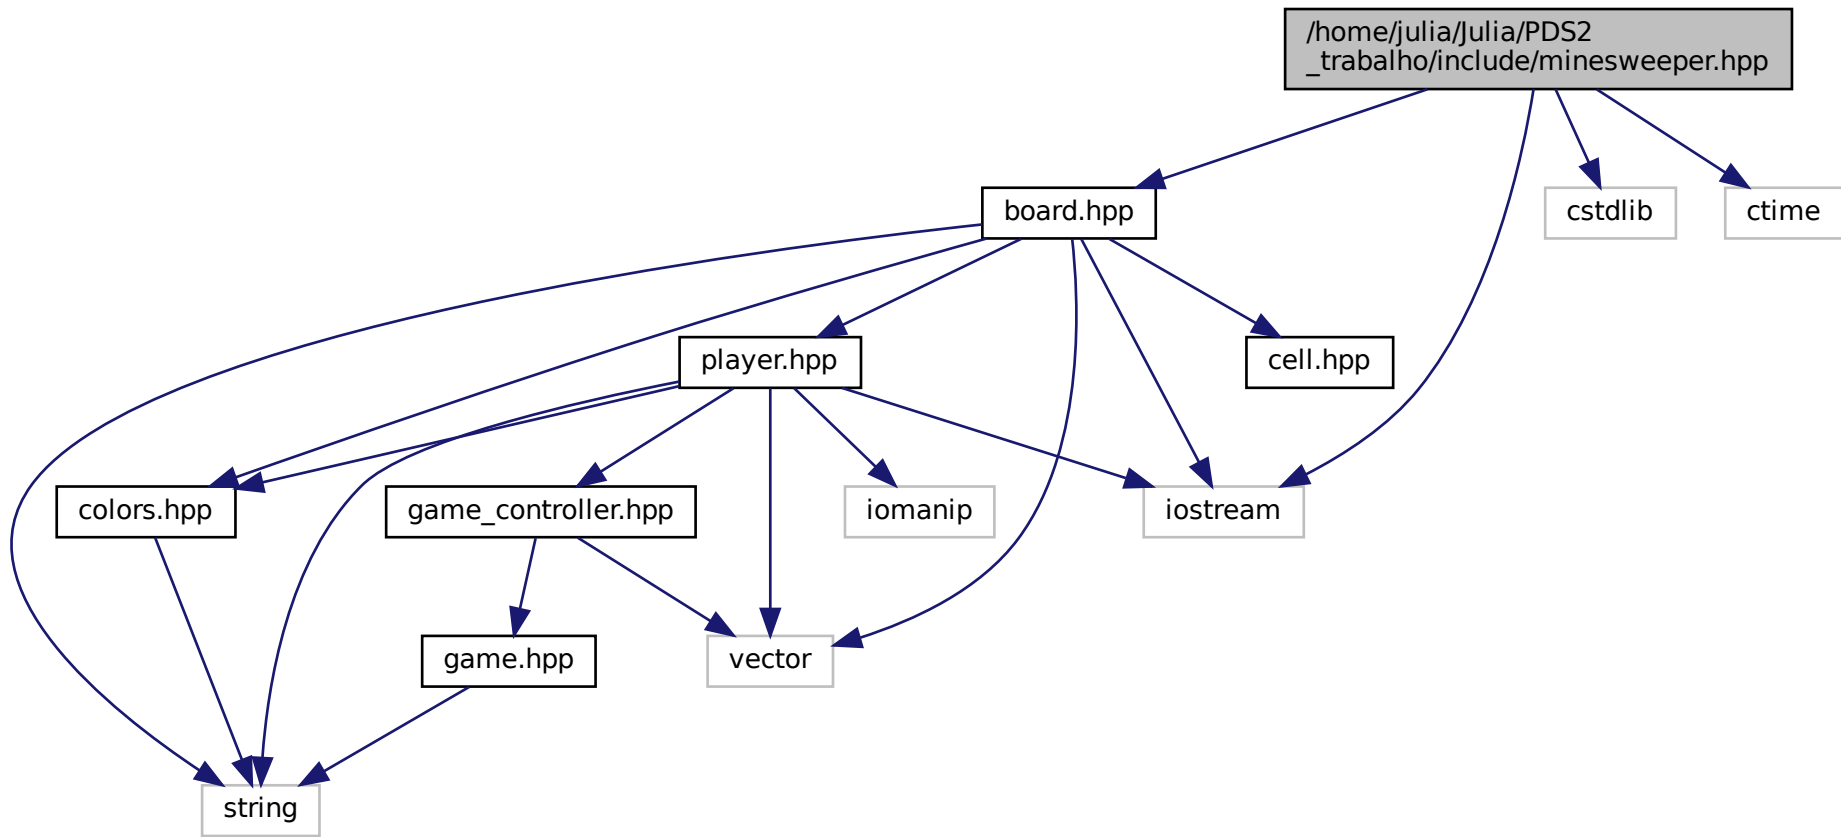 /home/julia/Julia/PDS2
_trabalho/include/minesweeper.hpp
board.hpp
cstdlib
ctime
player.hpp
cell.hpp
colors.hpp
game_controller.hpp
iomanip
iostream
game.hpp
vector
string